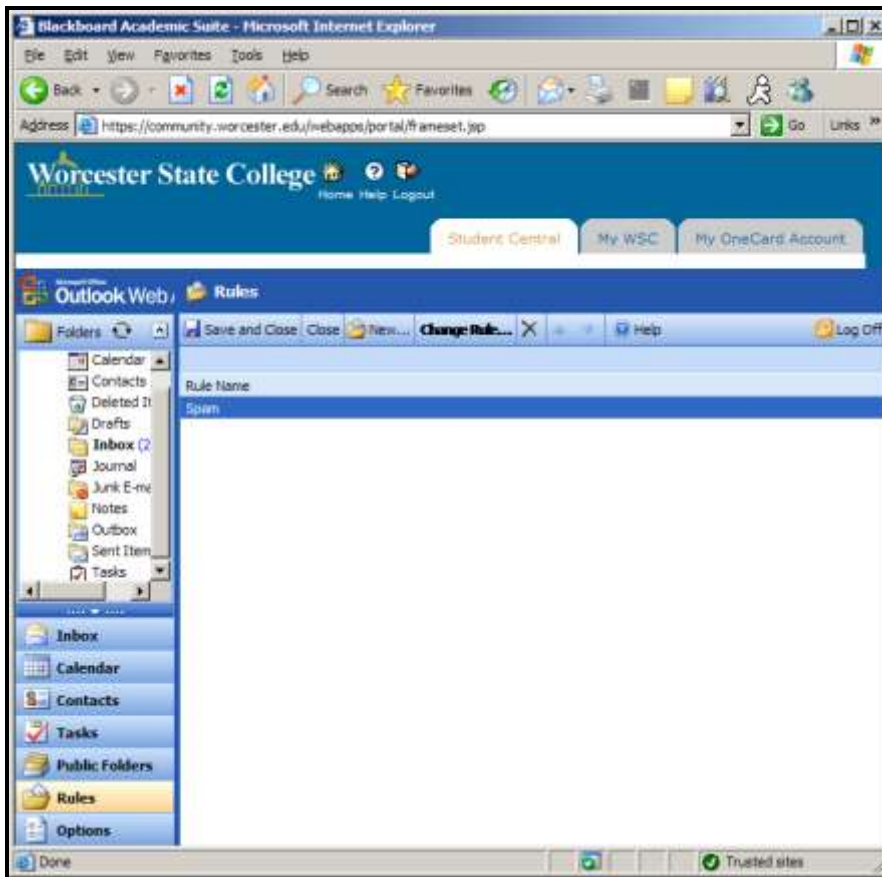 Blackboard Academic Suite - Microsoft Internet Explorer
File Edit View Favorites Tools Help
Back Search Favorites
Address https://community.worcester.edu/webapps/portal/frameset.jsp Go Links »
Worcester State College
Home Help Logout
Student Central My WSC My OneCard Account
Microsoft Office
Outlook Web Rules
Folders Save and Close Close New... Change Rule... Help Log Off
Calendar
Contacts
Rule Name
Deleted It
Spam
Drafts
Inbox (2
Journal
Junk E-ma
Notes
Outbox
Sent Item
Tasks
Inbox
Calendar
Contacts
Tasks
Public Folders
Rules
Options
Done Trusted sites